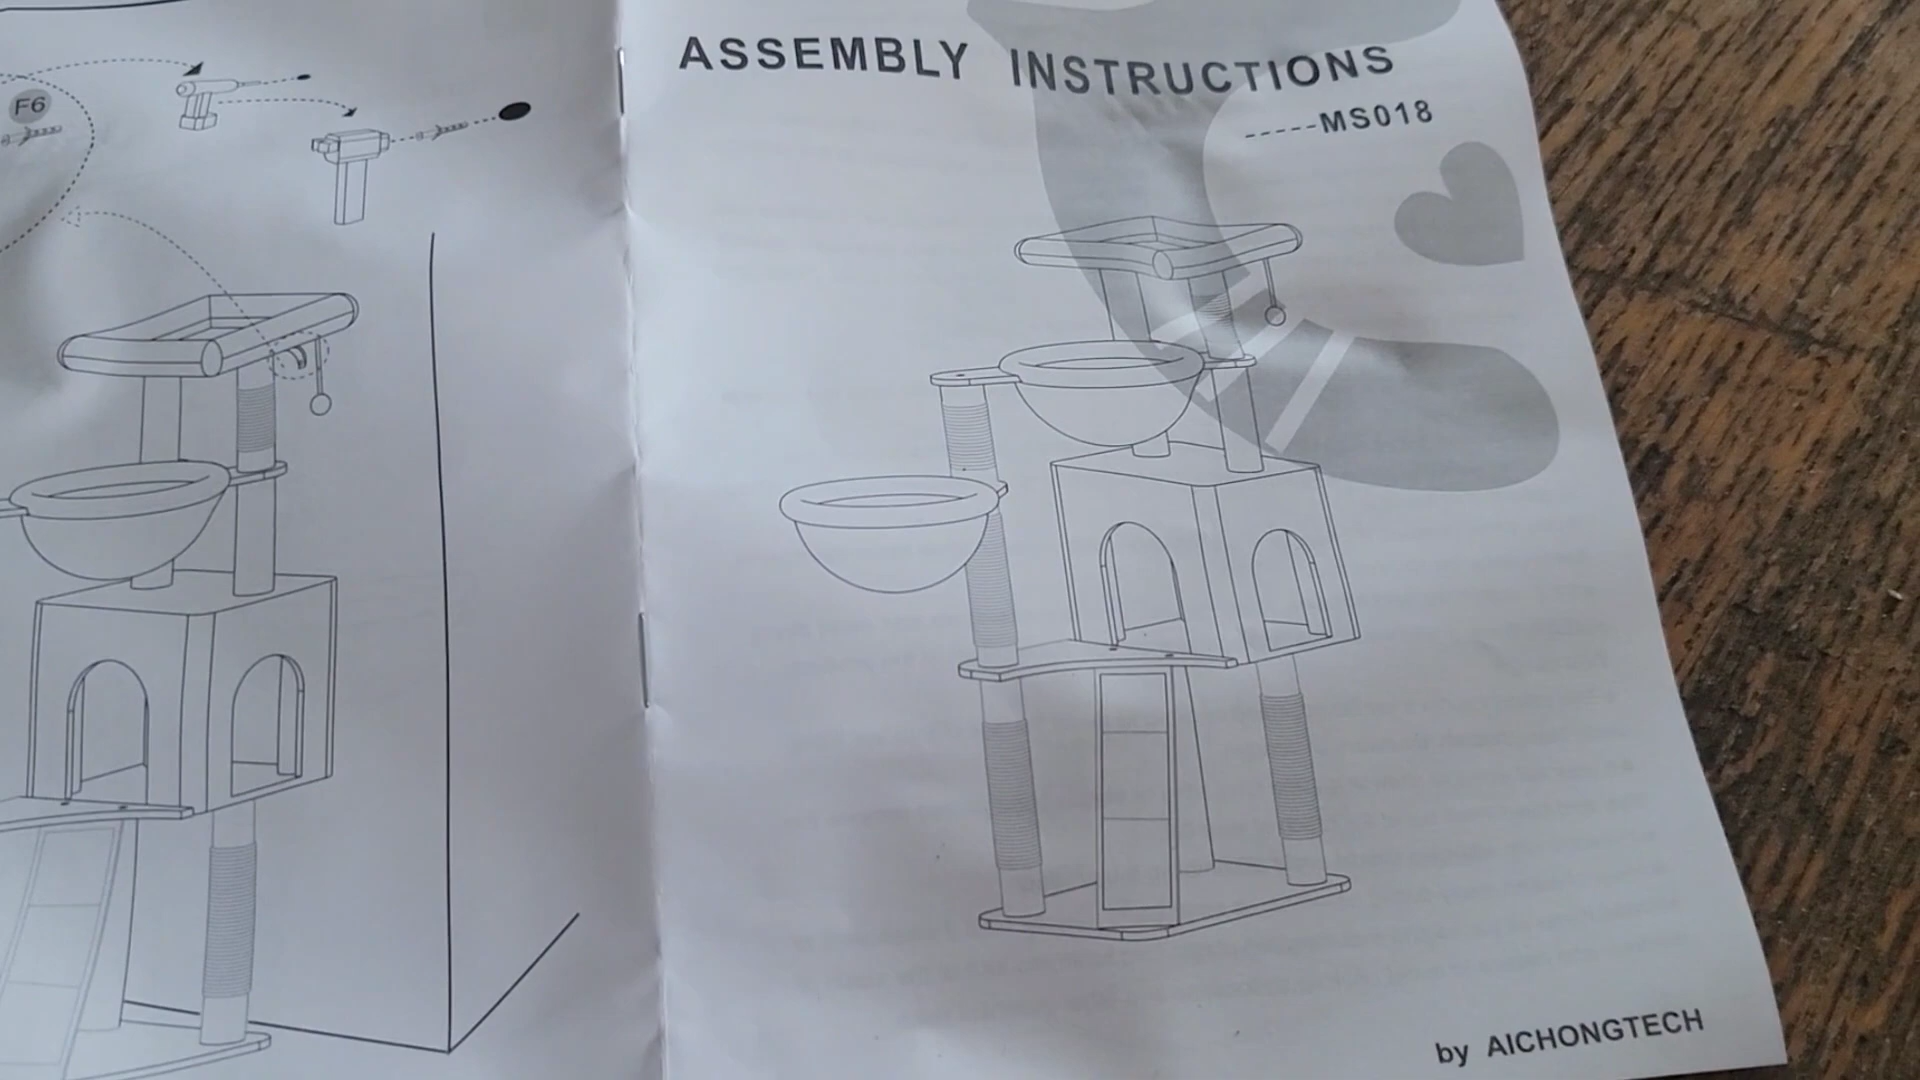 F6
ASSEMBLY INSTRUCTIONS
-----MS018
by AICHONGTECH